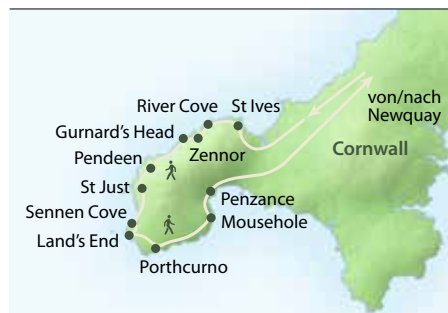 River Cove
St Ives
von/nach
Newquay
Gurnard's Head
Zennor
Cornwall
Pendeen
St Just
Penzance
Sennen Cove
Mousehole
Land's End
Porthcurno